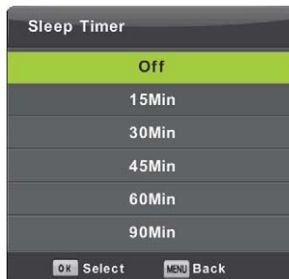 Sleep Timer
Off
15Min
30Min
45Min
60Min
90Min
OK Select MENU Back